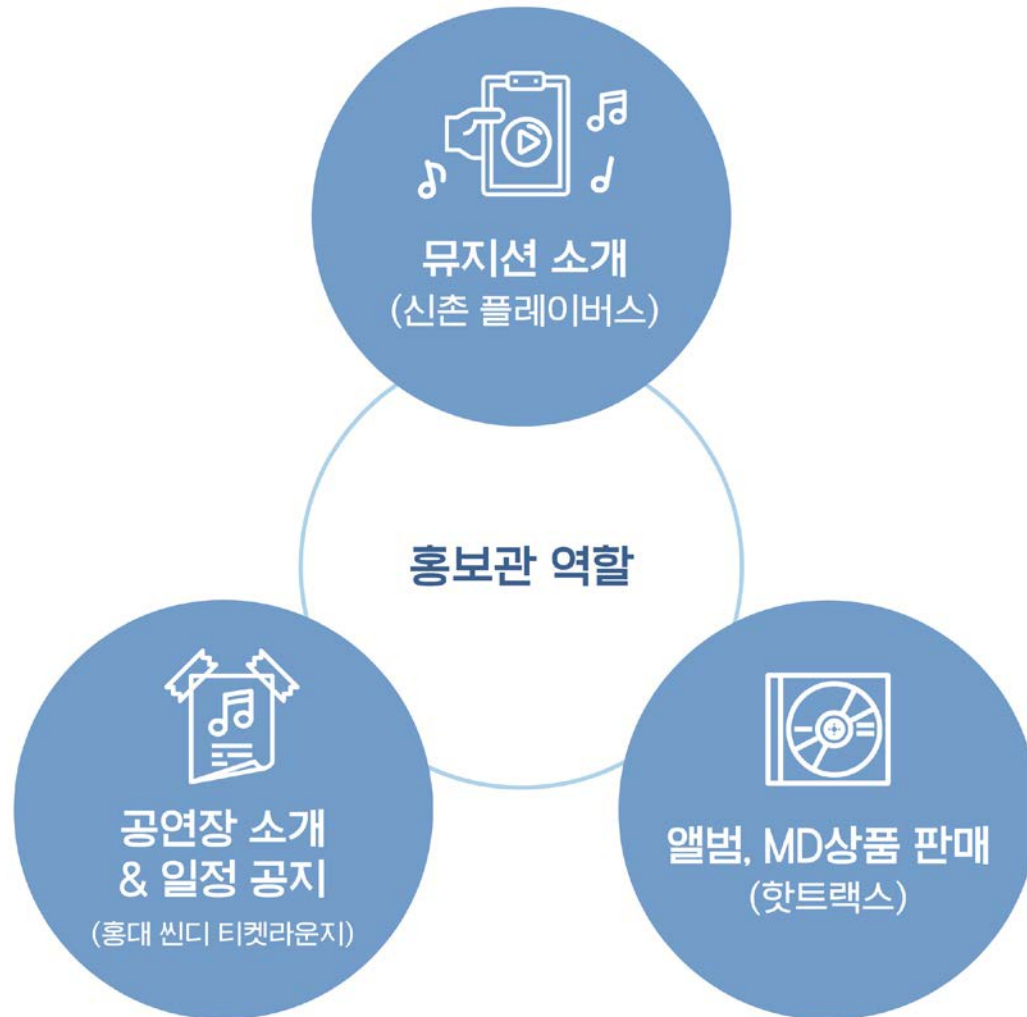 뮤지션 소개
(신촌 플레이버스)
홍보관 역할
공연장 소개
& 일정 공지
(홍대 씬디 티켓라운지)
앨범, MD상품 판매
(핫트랙스)